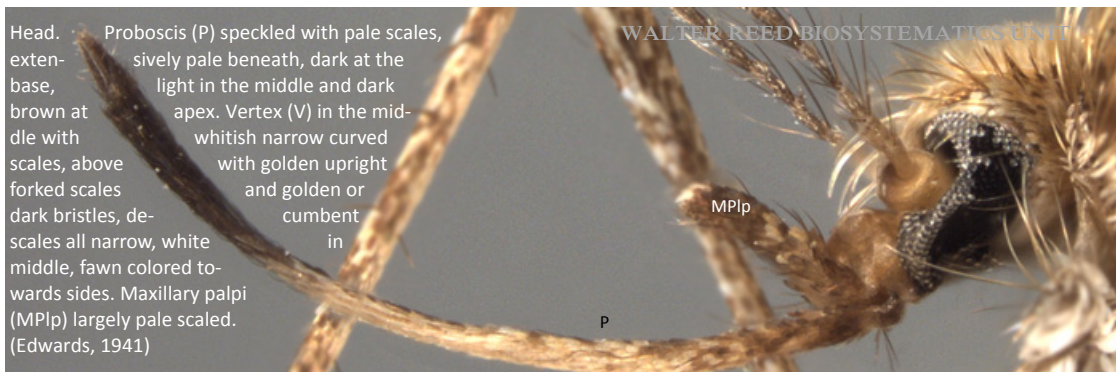 WALTER REED BIOSYSTEMATICS UNIT
Head. Proboscis (P) speckled with pale scales,
exten- sively pale beneath, dark at the
base, light in the middle and dark
brown at apex. Vertex (V) in the mid-
dle with whitish narrow curved
scales, above with golden upright
forked scales and golden or
dark bristles, de- cumbent
scales all narrow, white in
middle, fawn colored to-
wards sides. Maxillary palpi
(MPlp) largely pale scaled.
(Edwards, 1941)
MPlp
P